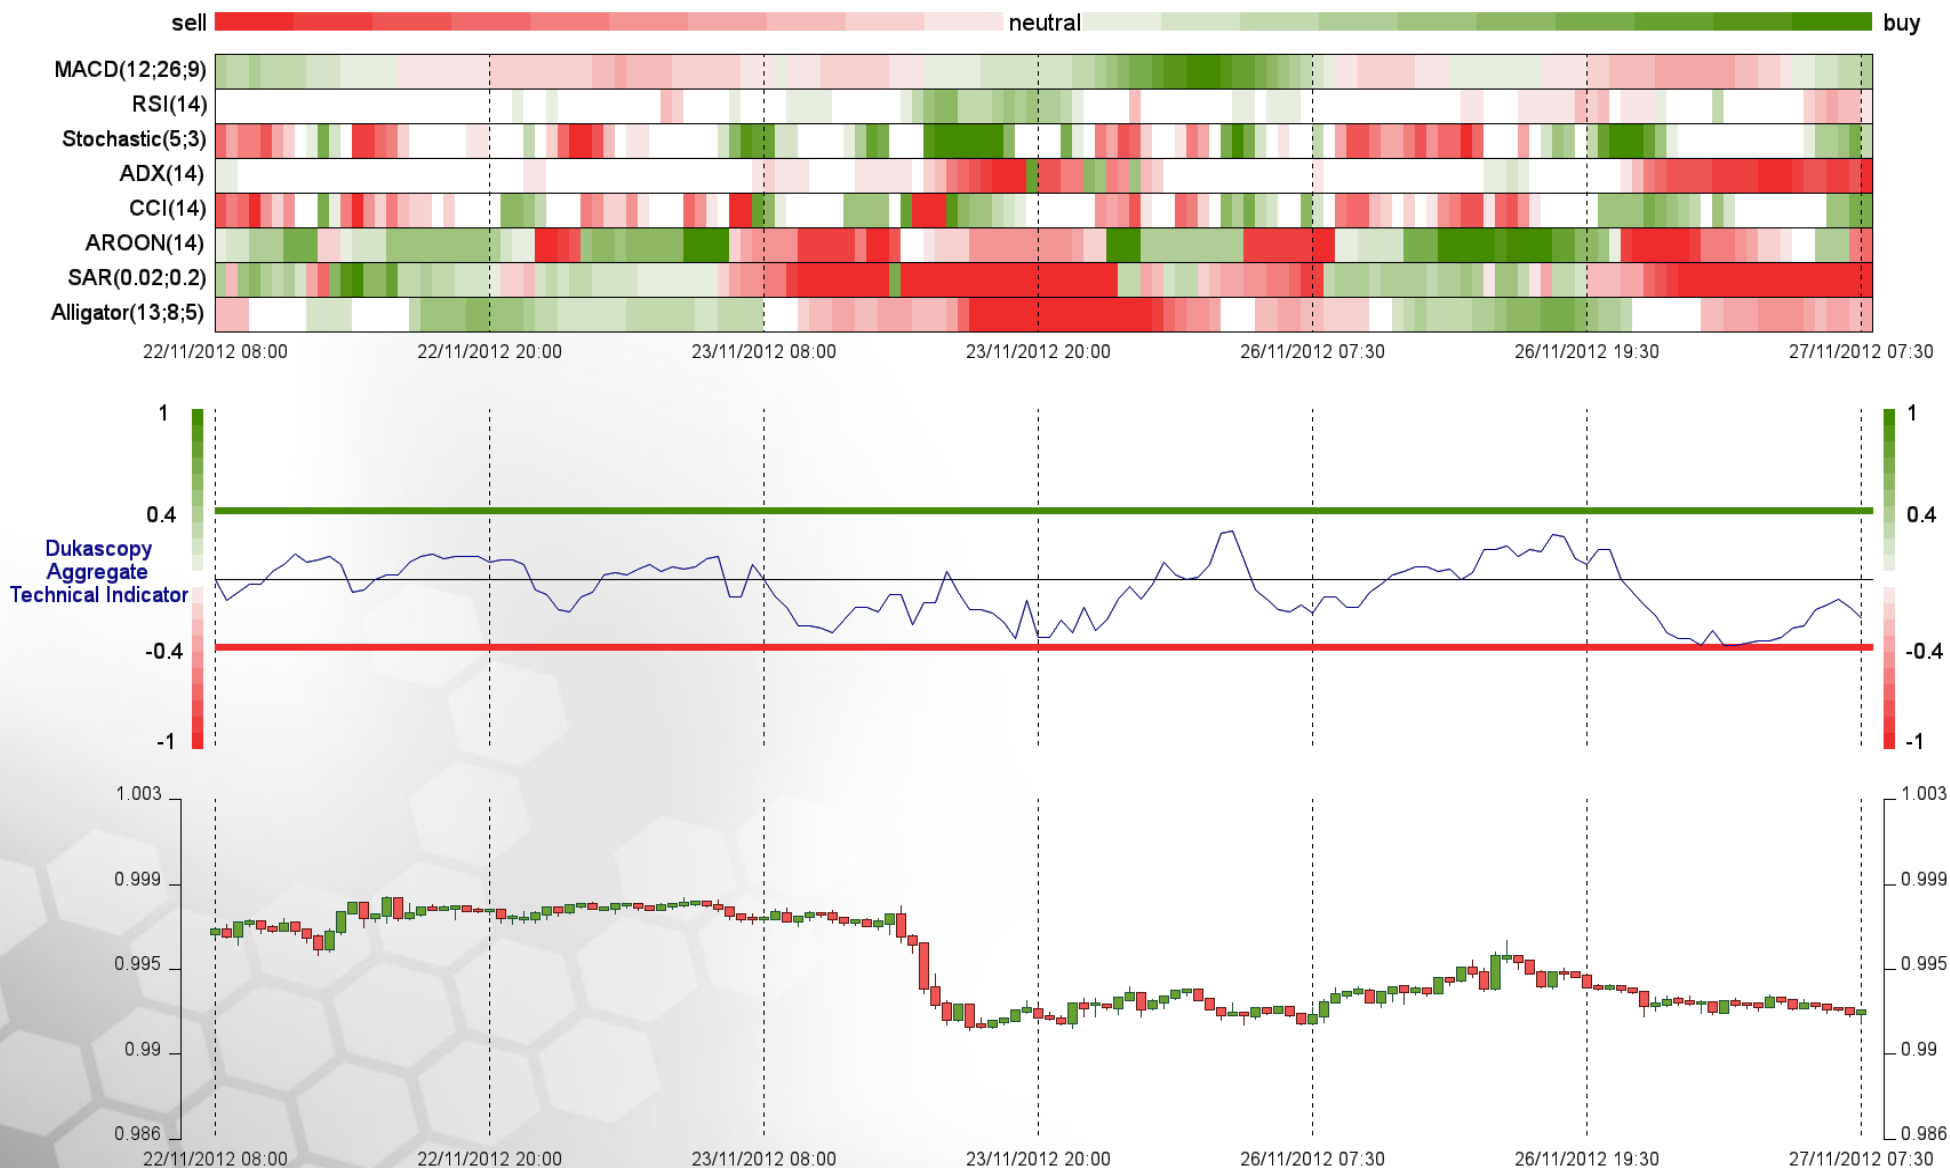 sell neutral buy
MACD(12;26;9)
RSI(14)
Stochastic(5;3)
ADX(14)
CCI(14)
AROON(14)
SAR(0.02;0.2)
Alligator(13;8;5)
22/11/2012 08:00 22/11/2012 20:00 23/11/2012 08:00 23/11/2012 20:00 26/11/2012 07:30 26/11/2012 19:30 27/11/2012 07:30
1 1
0.4 0.4
Dukascopy
Aggregate
Technical Indicator
-0.4 -0.4
-1 -1
1.003 1.003
0.999 0.999
0.995 0.995
0.99 0.99
0.986 0.986
22/11/2012 08:00 22/11/2012 20:00 23/11/2012 08:00 23/11/2012 20:00 26/11/2012 07:30 26/11/2012 19:30 27/11/2012 07:30